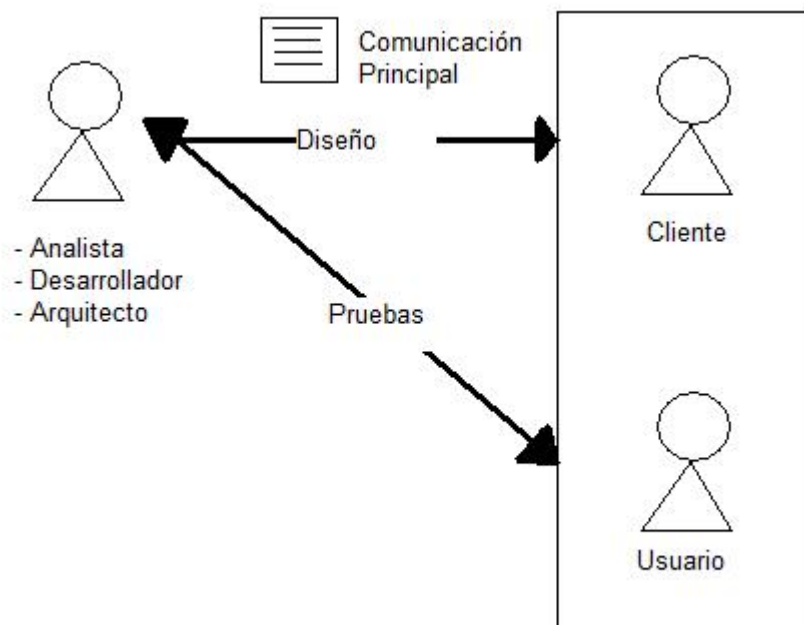 Comunicación
Principal
Diseño
Cliente
- Analista
- Desarrollador
- Arquitecto
Pruebas
Usuario